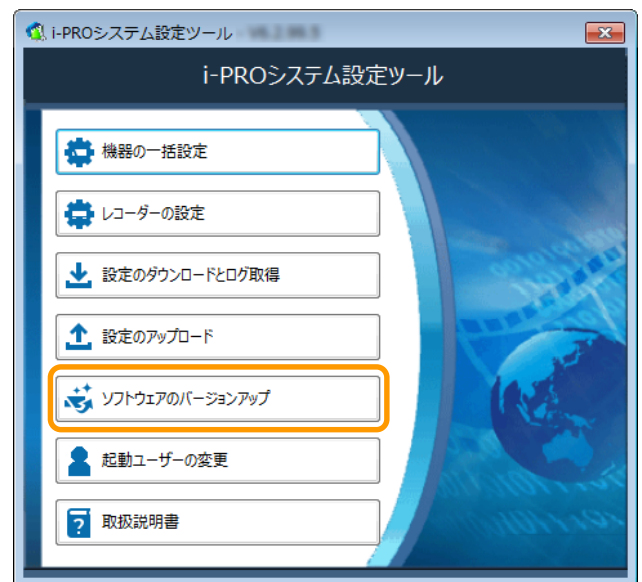 i-PROシステム設定ツール
i-PROシステム設定ツール
機器の一括設定
レコーダーの設定
設定のダウンロードとログ取得
設定のアップロード
ソフトウェアのバージョンアップ
起動ユーザーの変更
取扱説明書